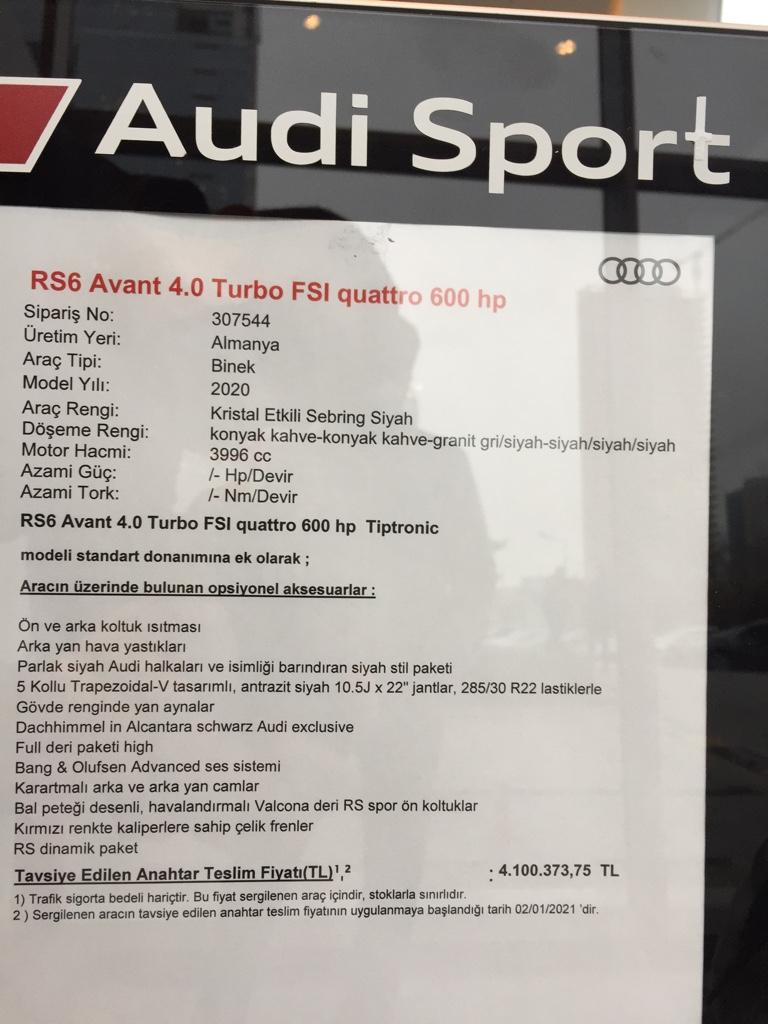 Audi Sport
RS6 Avant 4.0 Turbo FSI quattro 600 hp
Sipariş No: 307544
Üretim Yeri: Almanya
Araç Tipi: Binek
Model Yılı: 2020
Araç Rengi: Kristal Etkili Sebring Siyah
Döşeme Rengi: konyak kahve-konyak kahve-granit gri/siyah-siyah/siyah/siyah
Motor Hacmi: 3996 cc
Azami Güç: /- Hp/Devir
Azami Tork: /- Nm/Devir
RS6 Avant 4.0 Turbo FSI quattro 600 hp Tiptronic
modeli standart donanımına ek olarak ;
Aracın üzerinde bulunan opsiyonel aksesuarlar :
Ön ve arka koltuk ısıtması
Arka yan hava yastıkları
Parlak siyah Audi halkaları ve isimliği barındıran siyah stil paketi
5 Kollu Trapezoidal-V tasarımlı, antrazit siyah 10.5J x 22" jantlar, 285/30 R22 lastiklerle
Gövde renginde yan aynalar
Dachhimmel in Alcantara schwarz Audi exclusive
Full deri paketi high
Bang & Olufsen Advanced ses sistemi
Karartmalı arka ve arka yan camlar
Bal peteği desenli, havalandırmalı Valcona deri RS spor ön koltuklar
Kırmızı renkte kaliperlere sahip çelik frenler
RS dinamik paket
Tavsiye Edilen Anahtar Teslim Fiyatı(TL)¹,² : 4.100.373,75 TL
1) Trafik sigorta bedeli hariçtir. Bu fiyat sergilenen araç içindir, stoklarla sınırlıdır.
2 ) Sergilenen aracın tavsiye edilen anahtar teslim fiyatının uygulanmaya başlandığı tarih 02/01/2021 'dir.